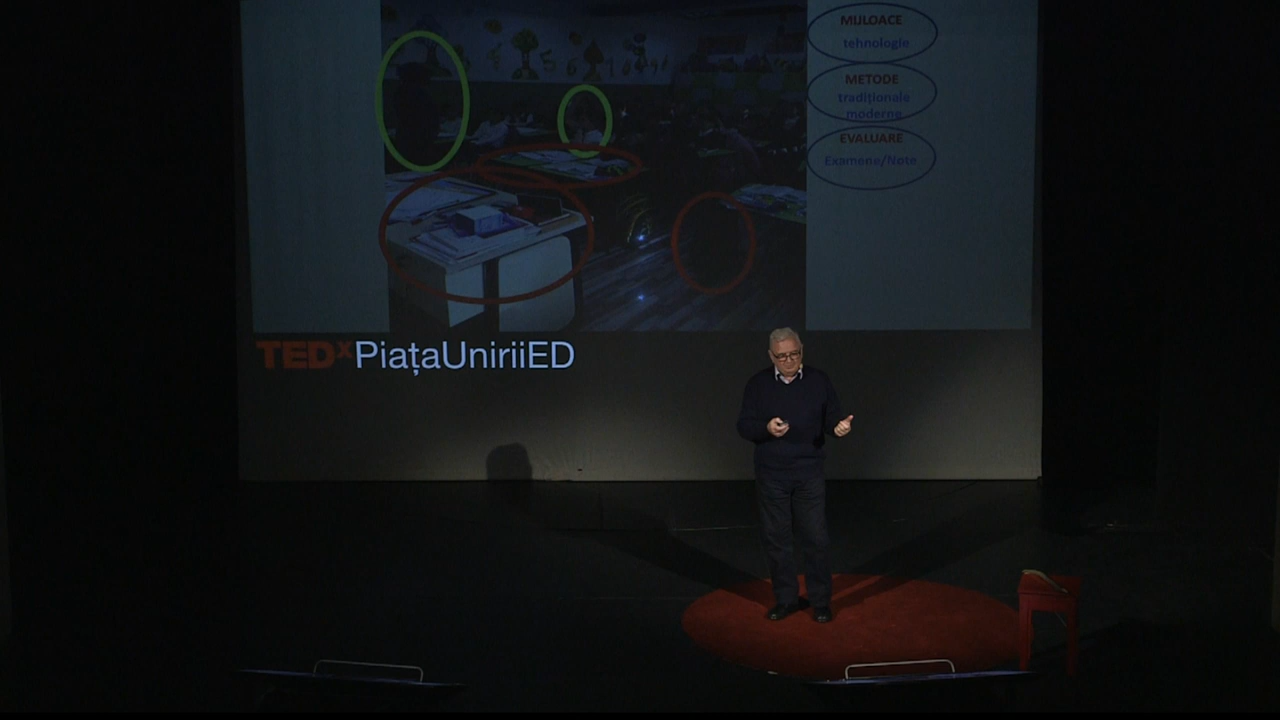 MIJLOACE
tehnologie
METODE
tradiționale
moderne
EVALUARE
Examene/Note
TEDxPiațaUniriiED